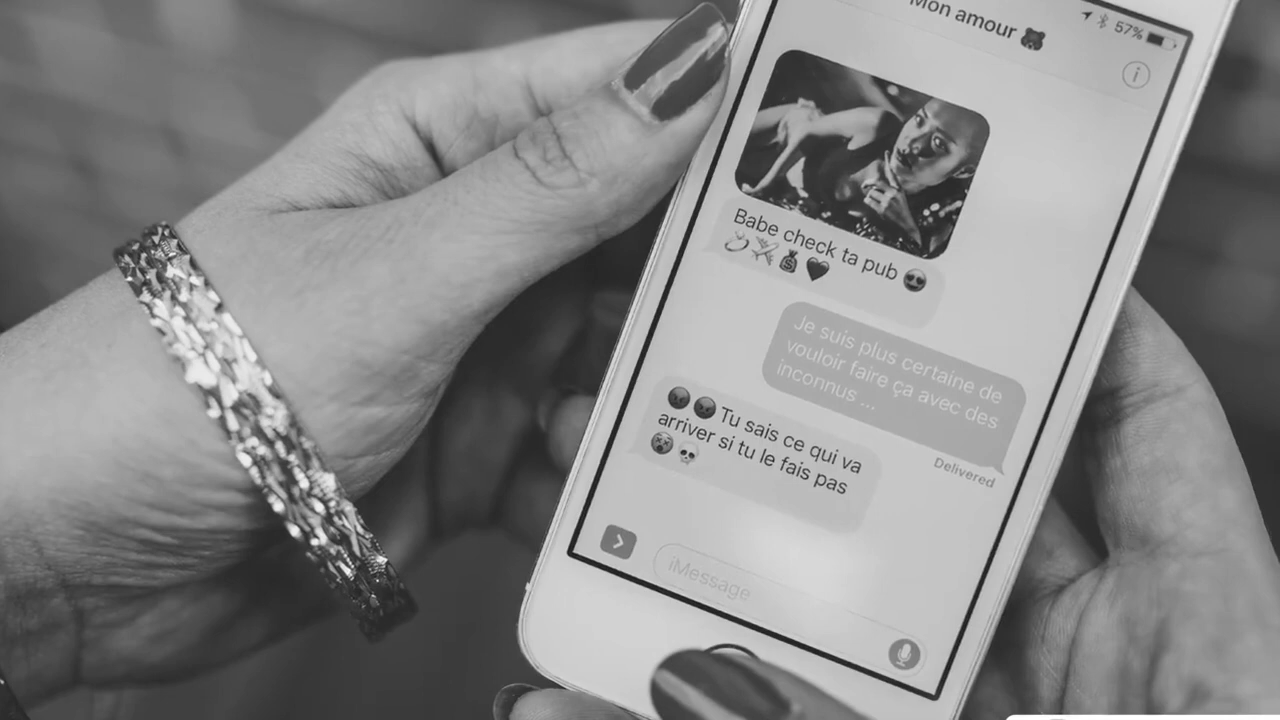 Mon amour 🐻
57%
Babe check ta pub 😍
💍✈️💰❤️
Je suis plus certaine de
vouloir faire ça avec des
inconnus ...
Delivered
😡😡 Tu sais ce qui va
arriver si tu le fais pas
😵💀
iMessage